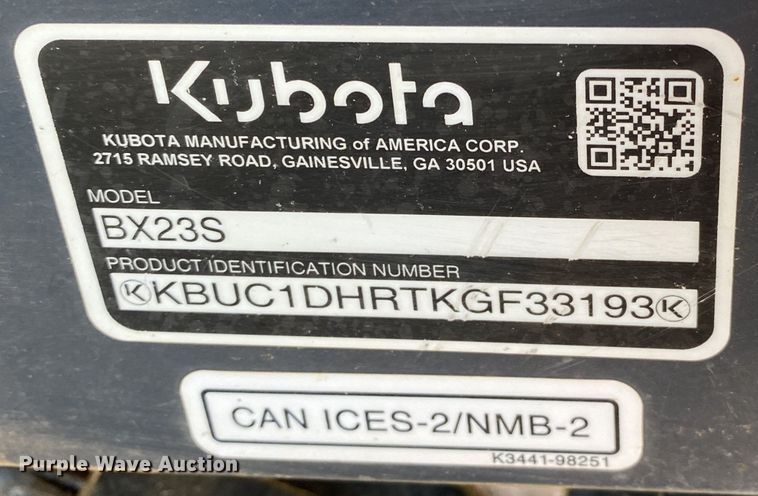 Kubota
KUBOTA MANUFACTURING of AMERICA CORP.
2715 RAMSEY ROAD, GAINESVILLE, GA 30501 USA
MODEL
BX23S
PRODUCT IDENTIFICATION NUMBER
KKBUC1DHRTKGF33193K
CAN ICES-2/NMB-2
K3441-98251
Purple Wave Auction